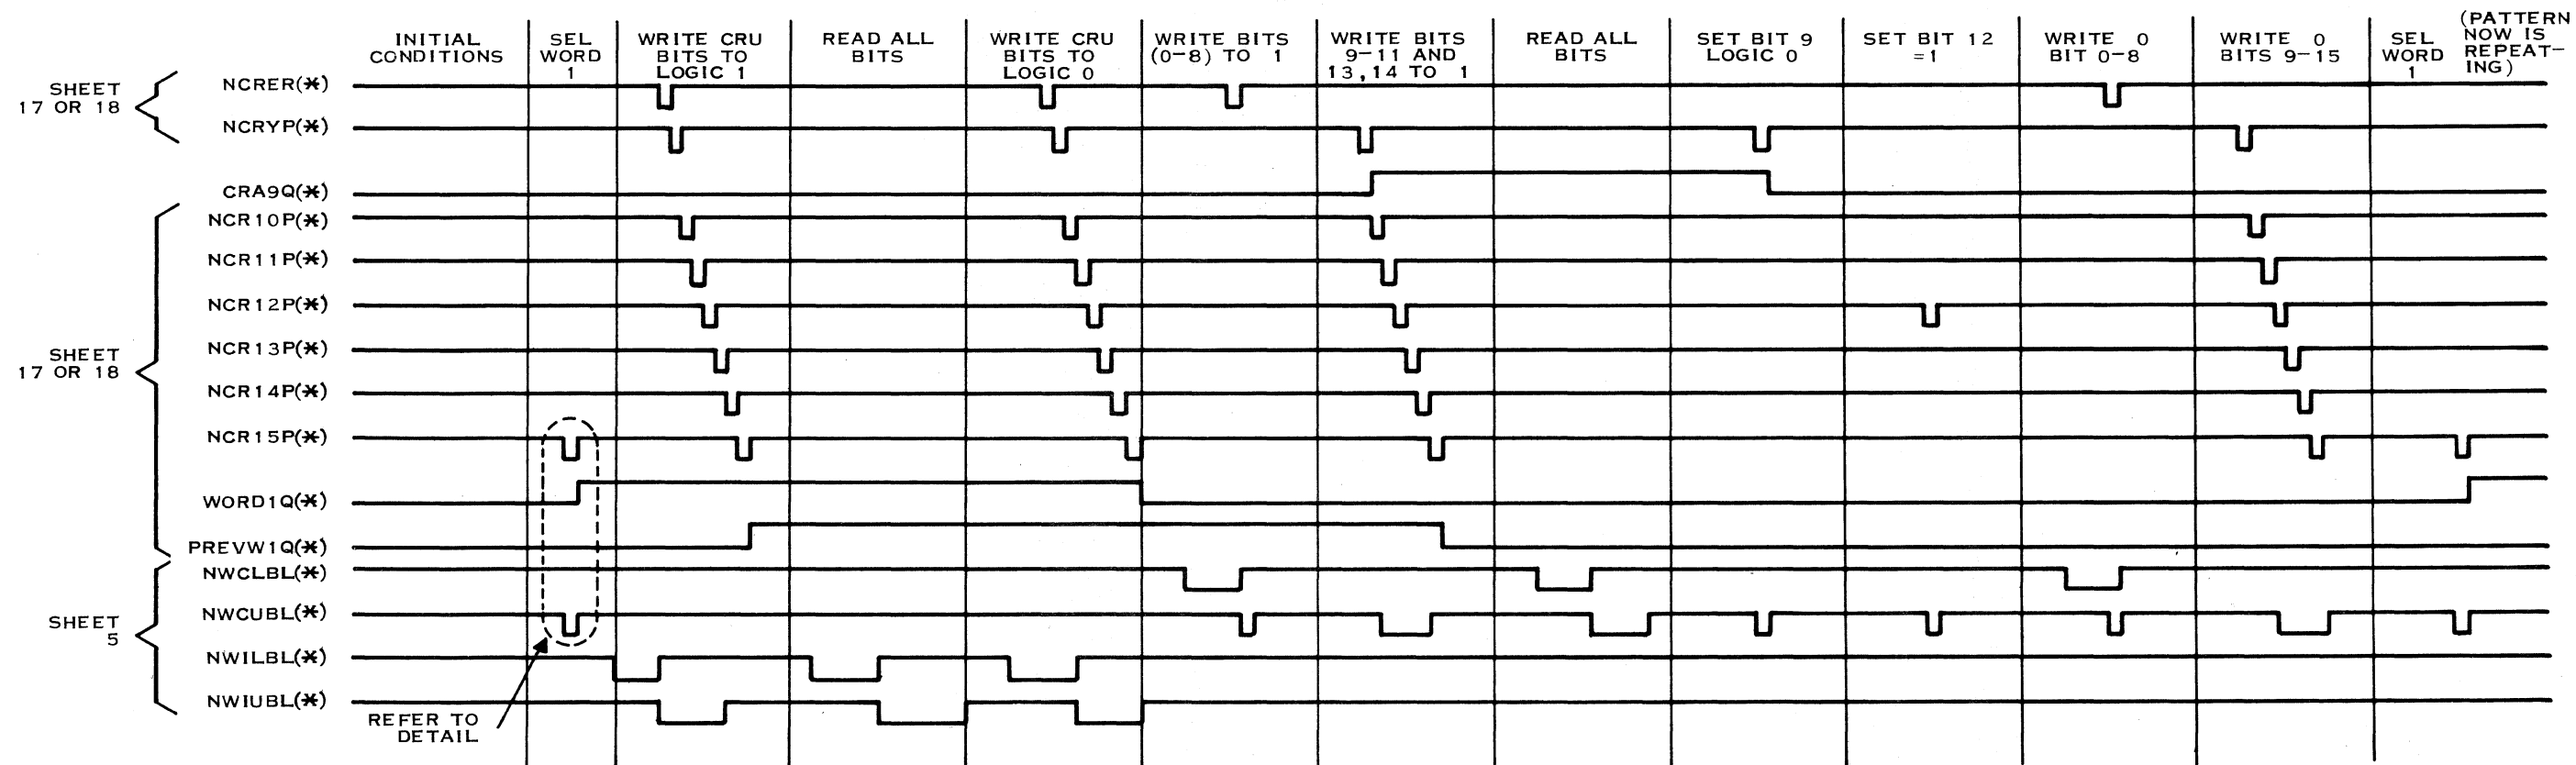 INITIAL
CONDITIONS
SEL
WORD
1
WRITE CRU
BITS TO
LOGIC 1
READ ALL
BITS
WRITE CRU
BITS TO
LOGIC 0
WRITE BITS
(0-8) TO 1
WRITE BITS
9-11 AND
13,14 TO 1
READ ALL
BITS
SET BIT 9
LOGIC 0
SET BIT 12
=1
WRITE 0
BIT 0-8
WRITE 0
BITS 9-15
SEL
WORD
1
(PATTERN
NOW IS
REPEAT-
ING)
SHEET
17 OR 18
NCRER(*)
NCRYP(*)
CRA9Q(*)
SHEET
17 OR 18
NCR10P(*)
NCR11P(*)
NCR12P(*)
NCR13P(*)
NCR14P(*)
NCR15P(*)
WORD1Q(*)
PREVW1Q(*)
SHEET
5
NWCLBL(*)
NWCUBL(*)
NWILBL(*)
NWIUBL(*)
REFER TO
DETAIL